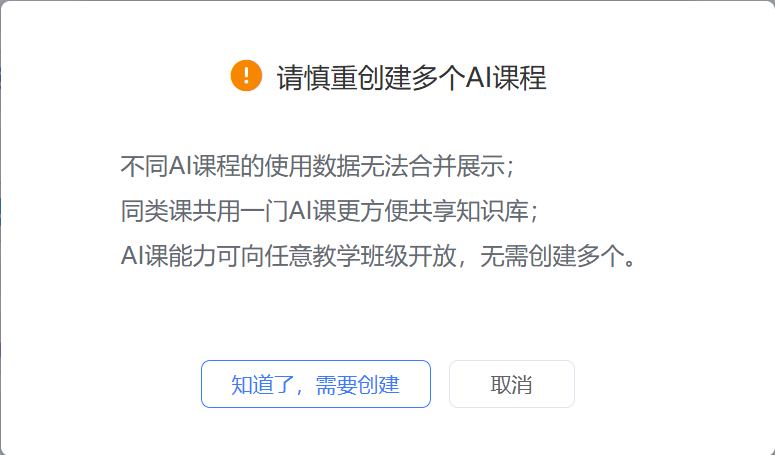 请慎重创建多个AI课程
不同AI课程的使用数据无法合并展示；
同类课共用一门AI课更方便共享知识库；
AI课能力可向任意教学班级开放，无需创建多个。
知道了，需要创建
取消